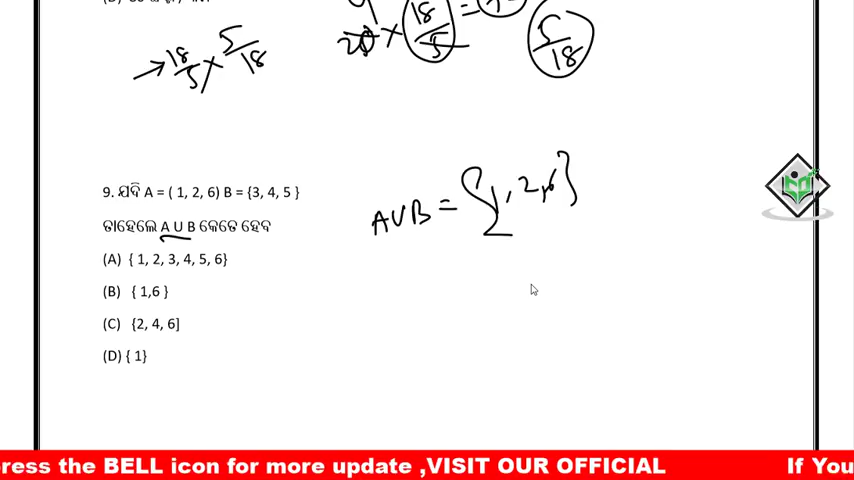 18/5 × 5/18
20 × 18/5 =
5/18
9. ଯଦି A = ( 1, 2, 6) B = {3, 4, 5 }
ତାହେଲେ A U B କେତେ ହେବ
A∪B = {1, 2, 6}
(A) { 1, 2, 3, 4, 5, 6}
(B) { 1,6 }
(C) {2, 4, 6]
(D) { 1}
ress the BELL icon for more update ,VISIT OUR OFFICIAL If You